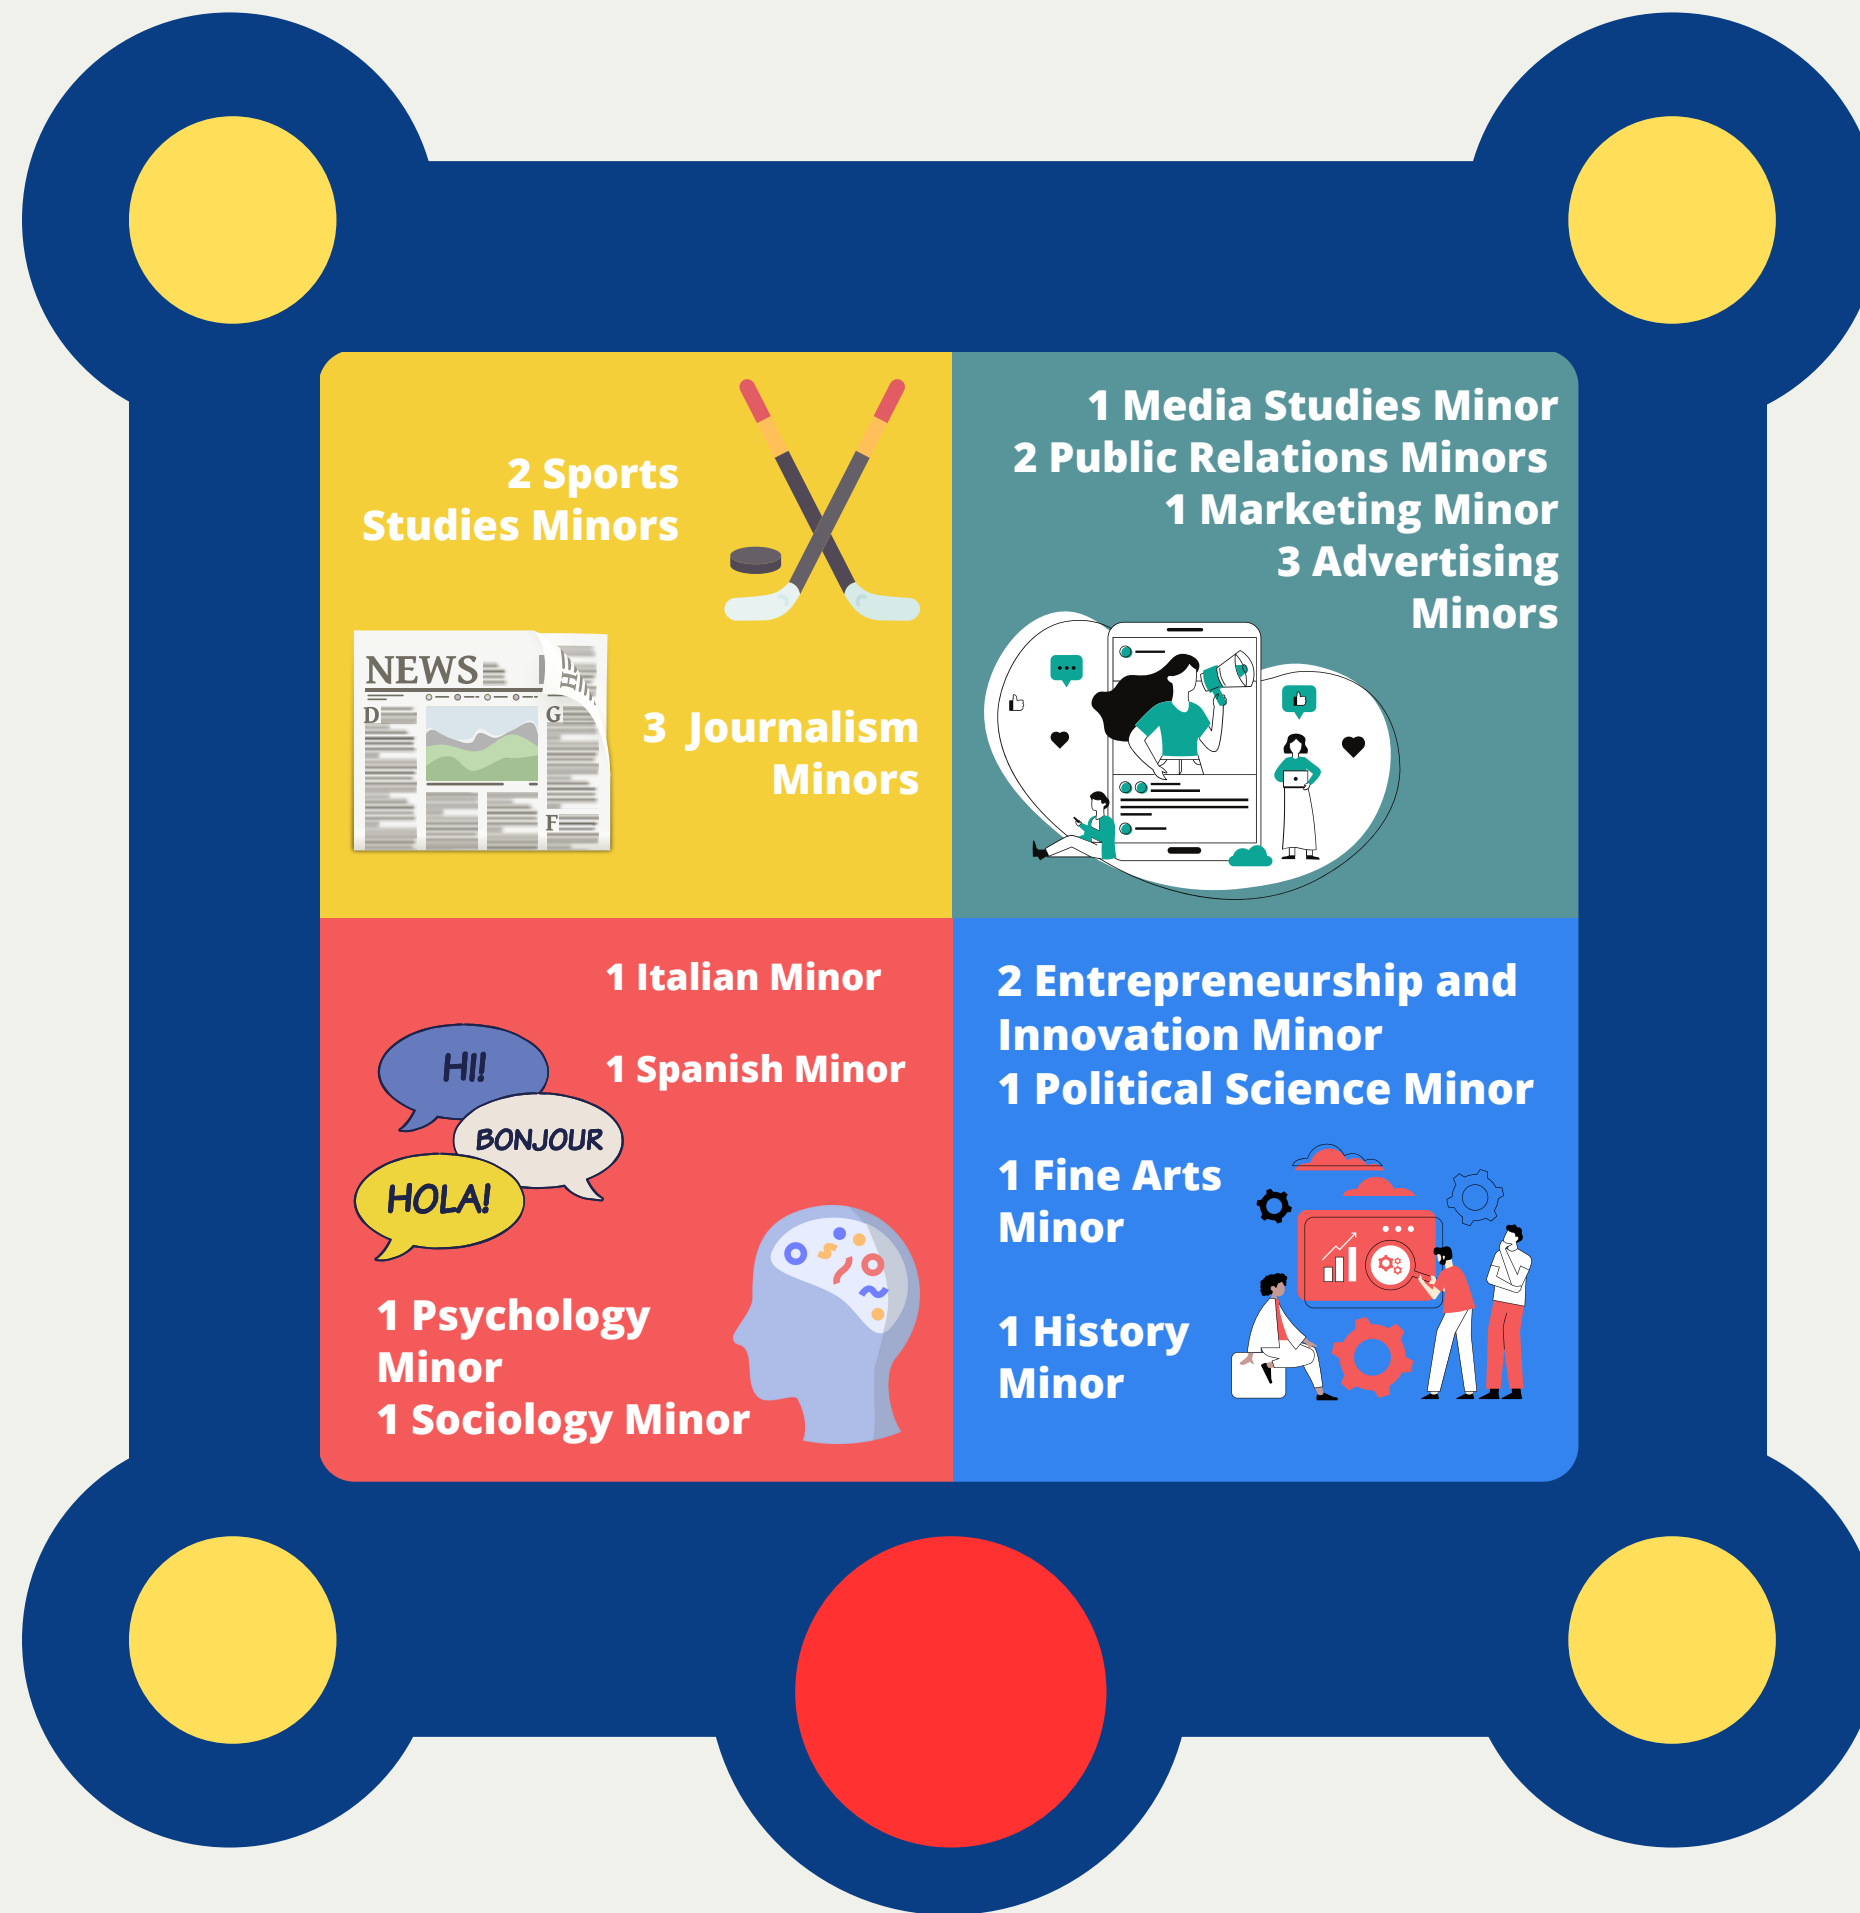 2 Sports
Studies Minors
NEWS
H
D
G
F
3 Journalism
Minors
1 Media Studies Minor
2 Public Relations Minors
1 Marketing Minor
3 Advertising
Minors
1 Italian Minor
1 Spanish Minor
HI!
BONJOUR
HOLA!
1 Psychology
Minor
1 Sociology Minor
2 Entrepreneurship and
Innovation Minor
1 Political Science Minor
1 Fine Arts
Minor
1 History
Minor